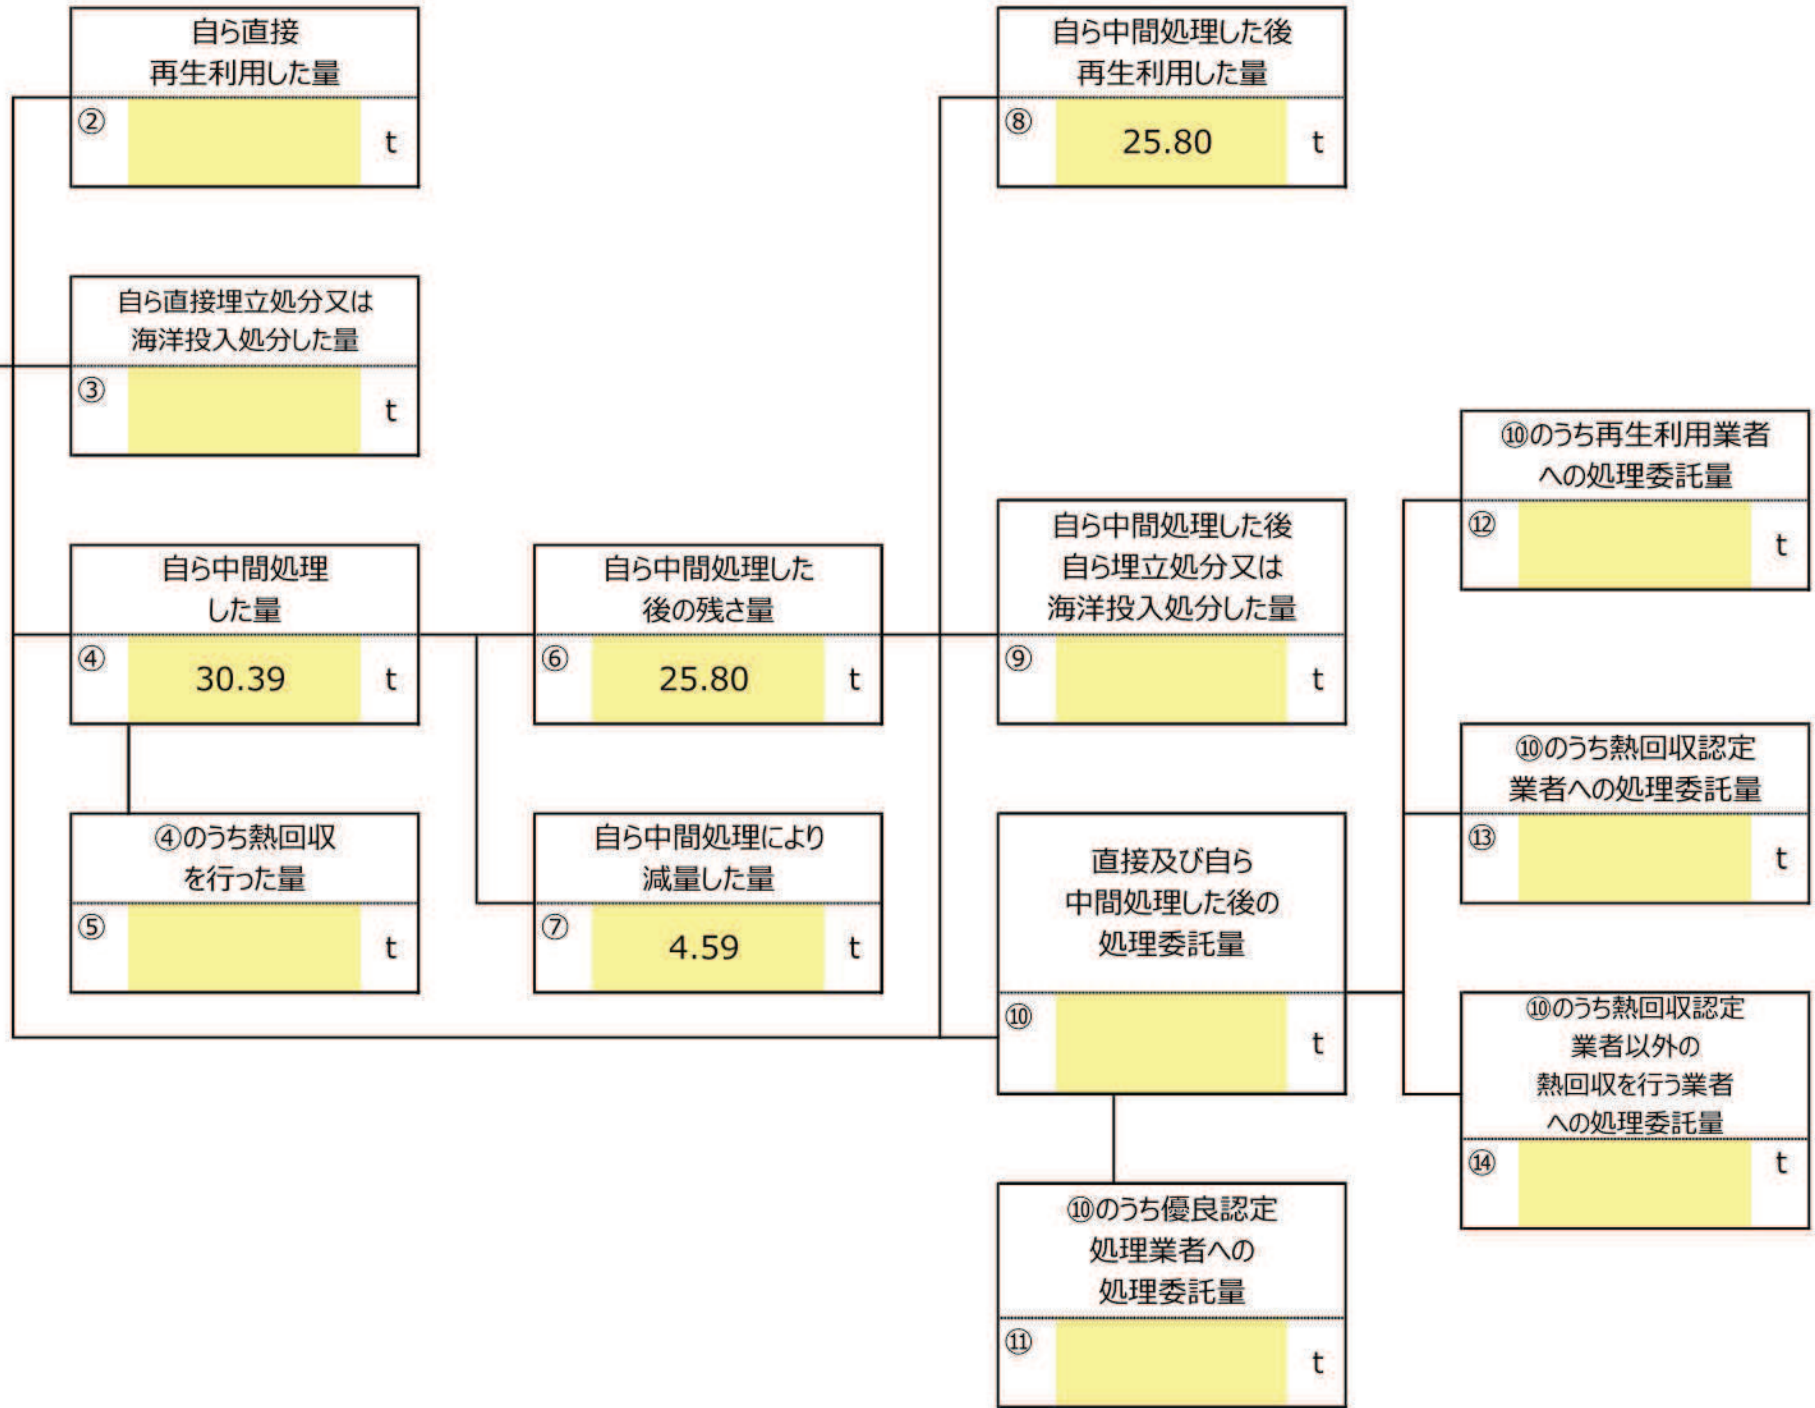 自ら直接
再生利用した量
② t
自ら中間処理した後
再生利用した量
⑧ 25.80 t
自ら直接埋立処分又は
海洋投入処分した量
③ t
⑩のうち再生利用業者
への処理委託量
⑫ t
自ら中間処理
した量
④ 30.39 t
自ら中間処理した
後の残さ量
⑥ 25.80 t
自ら中間処理した後
自ら埋立処分又は
海洋投入処分した量
⑨ t
⑩のうち熱回収認定
業者への処理委託量
⑬ t
④のうち熱回収
を行った量
⑤ t
自ら中間処理により
減量した量
⑦ 4.59 t
直接及び自ら
中間処理した後の
処理委託量
⑩ t
⑩のうち熱回収認定
業者以外の
熱回収を行う業者
への処理委託量
⑭ t
⑩のうち優良認定
処理業者への
処理委託量
⑪ t